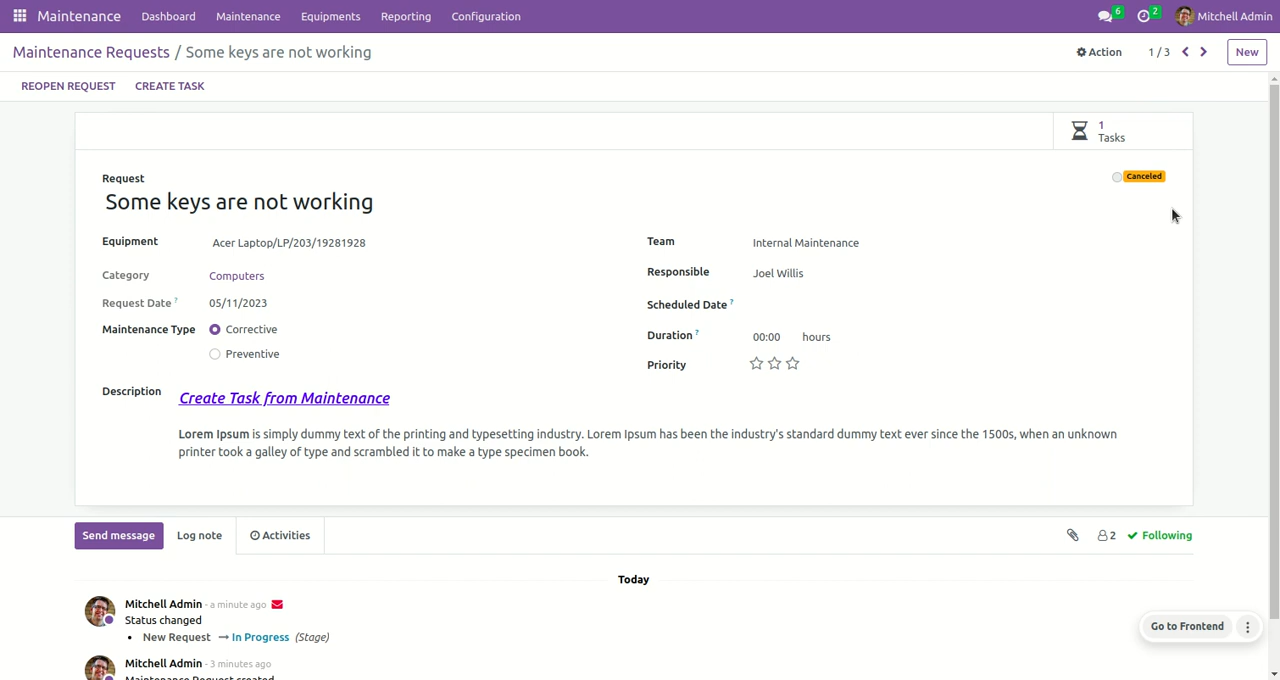 Maintenance Dashboard Maintenance Equipments Reporting Configuration 6 2 Mitchell Admin
Maintenance Requests / Some keys are not working Action 1 / 3 New
REOPEN REQUEST CREATE TASK
1
Tasks
Request
Canceled
Some keys are not working
Equipment Acer Laptop/LP/203/19281928
Team Internal Maintenance
Category Computers
Responsible Joel Willis
Request Date ? 05/11/2023
Scheduled Date ?
Maintenance Type Corrective
Duration ? 00:00 hours
Preventive
Priority
Description Create Task from Maintenance
Lorem Ipsum is simply dummy text of the printing and typesetting industry. Lorem Ipsum has been the industry's standard dummy text ever since the 1500s, when an unknown
printer took a galley of type and scrambled it to make a type specimen book.
Send message Log note Activities 2 Following
Today
Mitchell Admin - a minute ago
Status changed
• New Request → In Progress (Stage)
Go to Frontend
Mitchell Admin - 3 minutes ago
Maintenance Request created